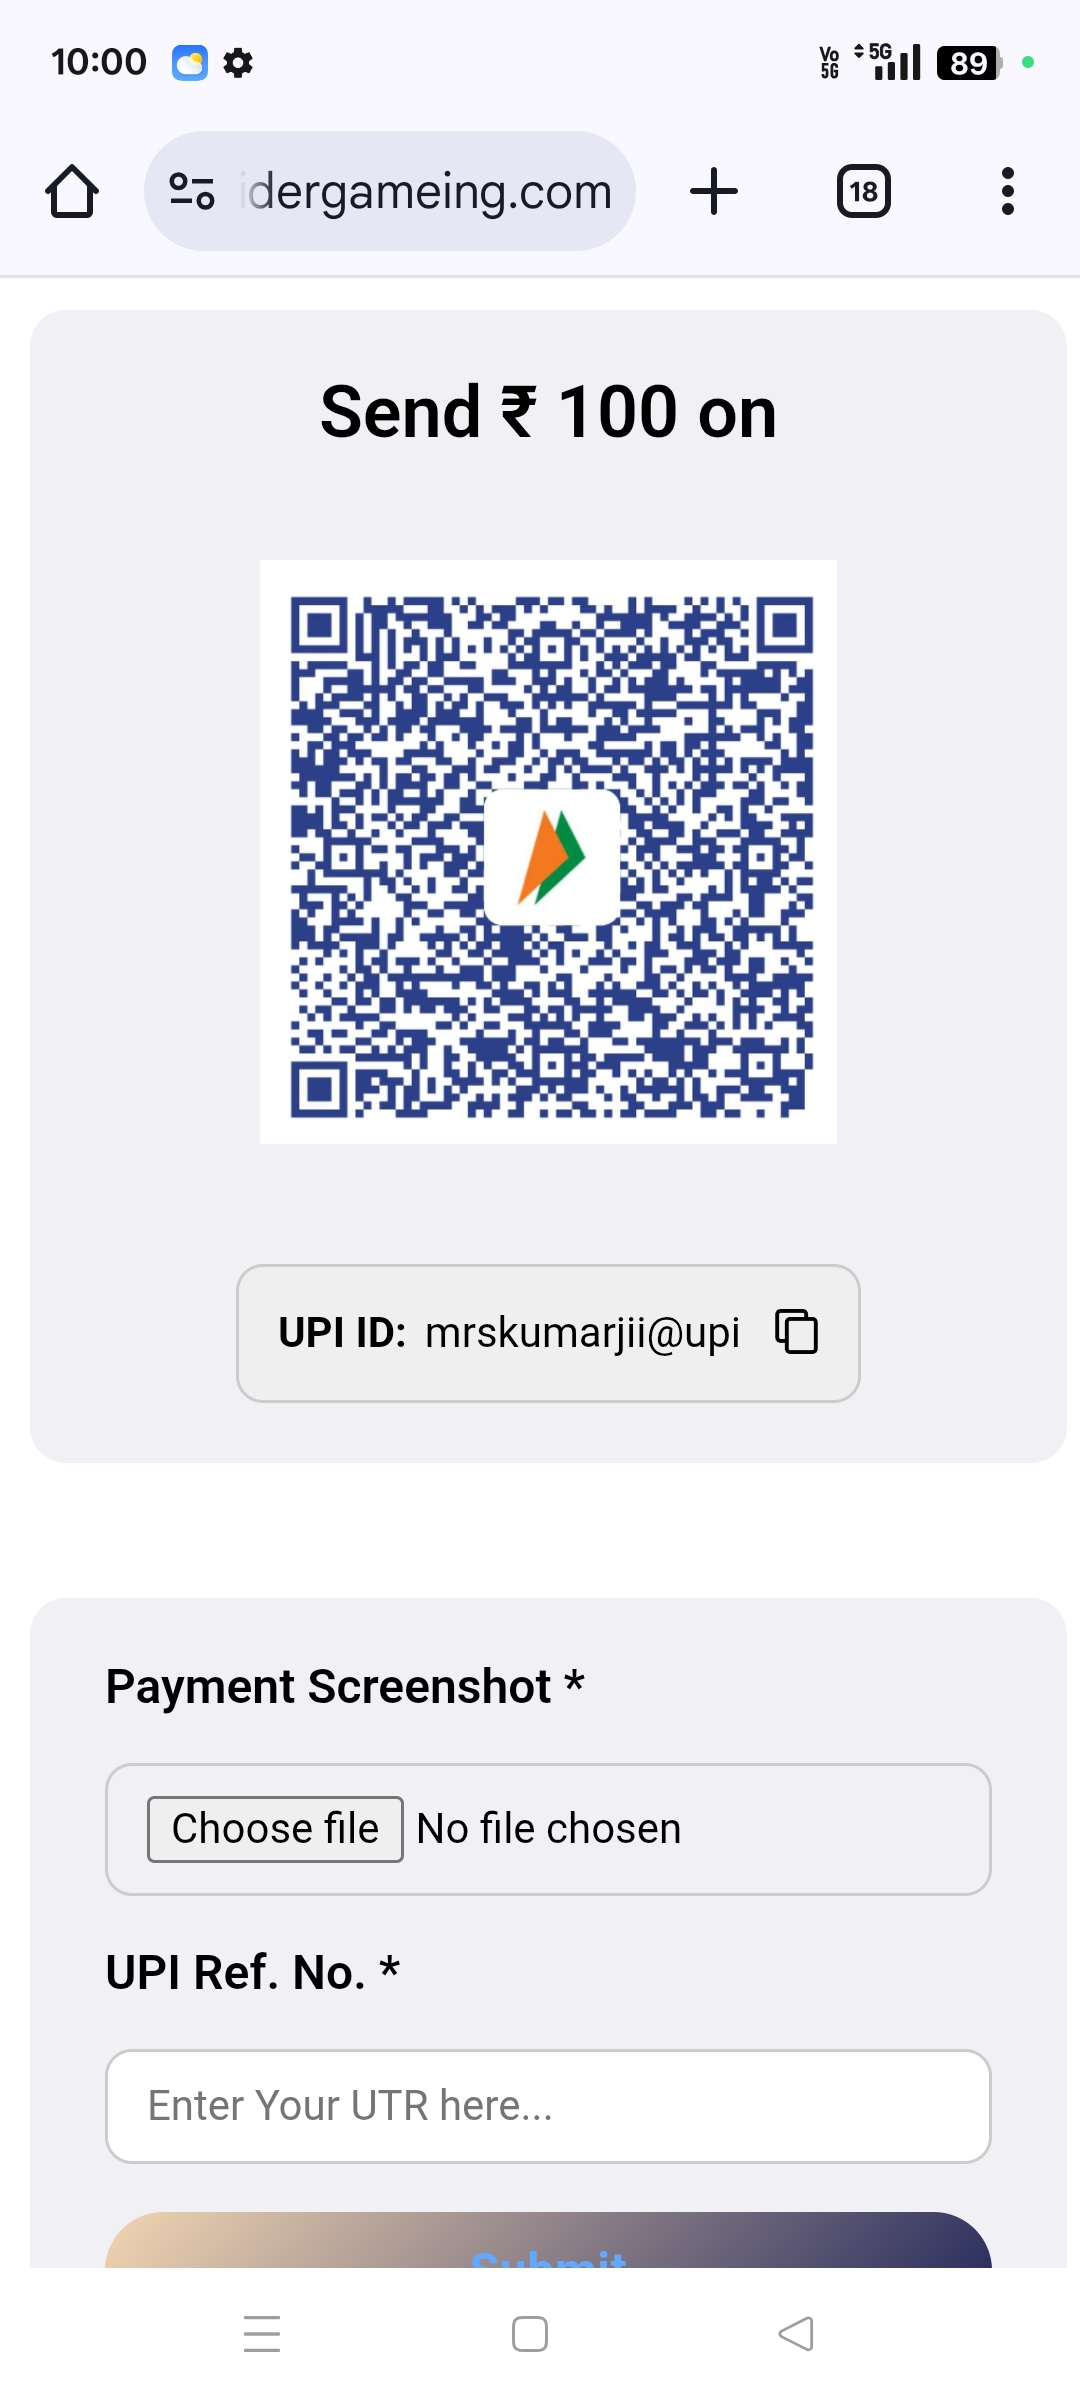 10:00
Vo
5G
5G
89
idergameing.com
18
Send ₹ 100 on
UPI ID: mrskumarjii@upi
Payment Screenshot *
Choose file No file chosen
UPI Ref. No. *
Enter Your UTR here...
Submit